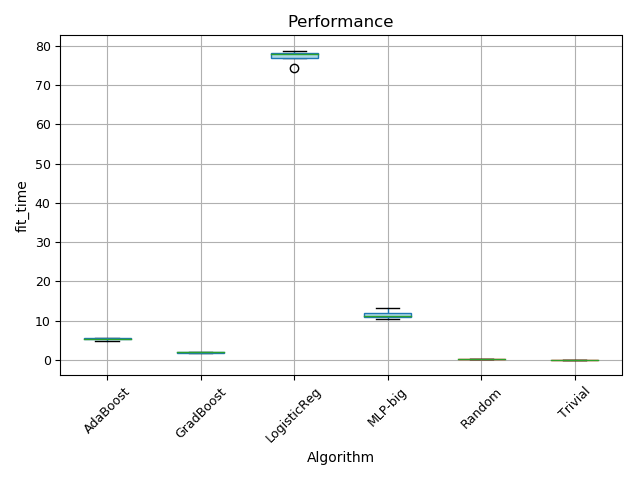 Performance
fit_time
80
70
60
50
40
30
20
10
0
AdaBoost
GradBoost
LogisticReg
MLP-big
Random
Trivial
Algorithm